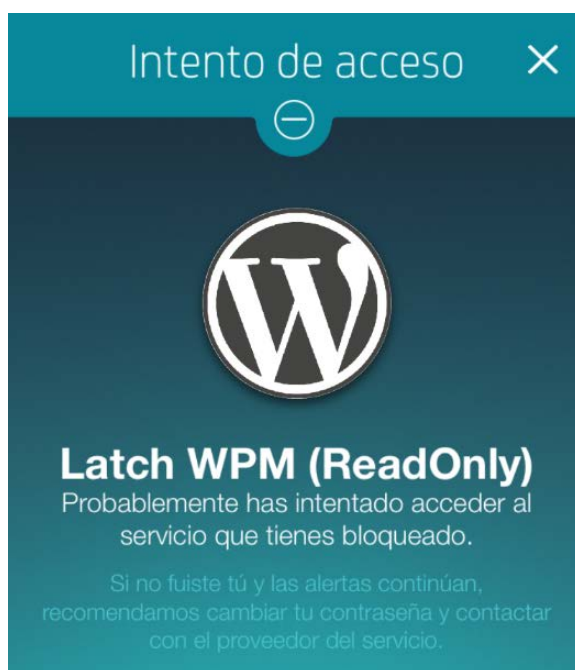 Intento de acceso
Latch WPM (ReadOnly)
Probablemente has intentado acceder al
servicio que tienes bloqueado.
Si no fuiste tú y las alertas continúan,
recomendamos cambiar tu contraseña y contactar
con el proveedor del servicio.